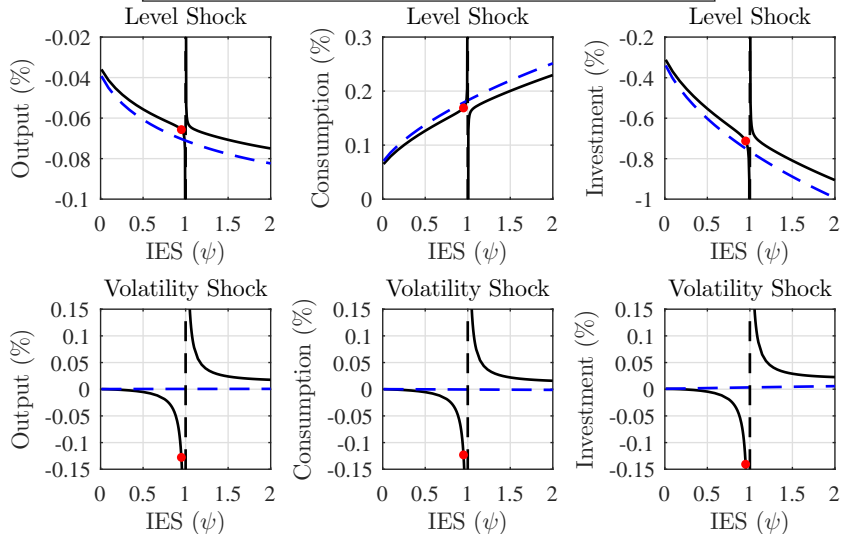 Level Shock
Output (%)
-0.02
-0.04
-0.06
-0.08
-0.1
0 0.5 1 1.5 2
IES (ψ)
Level Shock
Consumption (%)
0.3
0.2
0.1
0
0 0.5 1 1.5 2
IES (ψ)
Level Shock
Investment (%)
-0.2
-0.4
-0.6
-0.8
-1
0 0.5 1 1.5 2
IES (ψ)
Volatility Shock
Output (%)
0.15
0.1
0.05
0
-0.05
-0.1
-0.15
0 0.5 1 1.5 2
IES (ψ)
Volatility Shock
Consumption (%)
0.15
0.1
0.05
0
-0.05
-0.1
-0.15
0 0.5 1 1.5 2
IES (ψ)
Volatility Shock
Investment (%)
0.15
0.1
0.05
0
-0.05
-0.1
-0.15
0 0.5 1 1.5 2
IES (ψ)